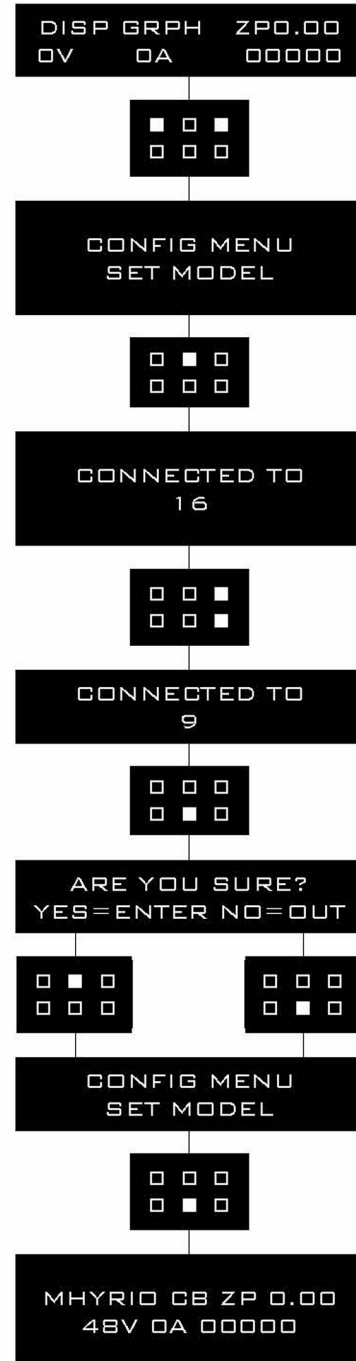 DISP GRPH ZP0.00
0V 0A 00000
CONFIG MENU
SET MODEL
CONNECTED TO
16
CONNECTED TO
9
ARE YOU SURE?
YES=ENTER NO=OUT
CONFIG MENU
SET MODEL
MHYRIO CB ZP 0.00
48V 0A 00000